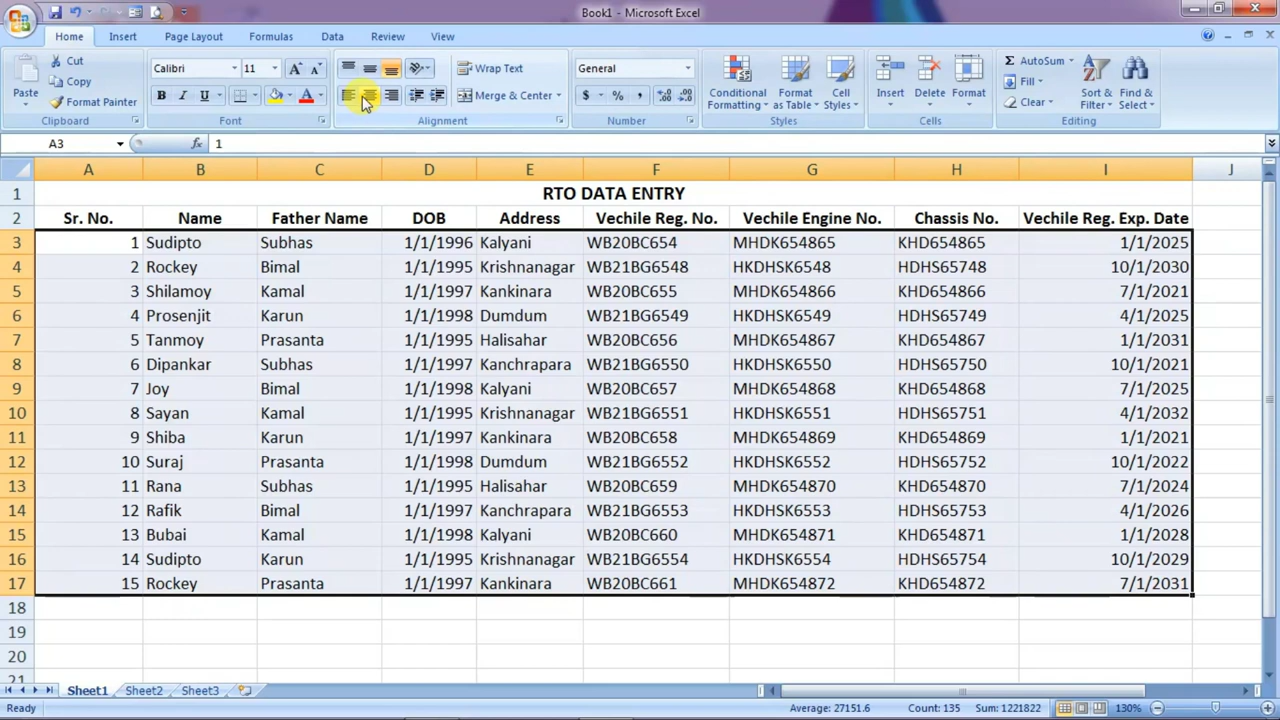 Book1 - Microsoft Excel
Home Insert Page Layout Formulas Data Review View
Paste
Cut
Copy
Format Painter
Clipboard
Calibri 11
B I U
Font
Wrap Text
Merge & Center
Alignment
General
$ % ,
Number
Conditional Formatting
Format as Table
Cell Styles
Styles
Insert
Delete
Format
Cells
Σ AutoSum
Fill
Clear
Sort & Filter
Find & Select
Editing
A3 fx 1
A B C D E F G H I J
1 RTO DATA ENTRY
2 Sr. No. Name Father Name DOB Address Vechile Reg. No. Vechile Engine No. Chassis No. Vechile Reg. Exp. Date
3 1 Sudipto Subhas 1/1/1996 Kalyani WB20BC654 MHDK654865 KHD654865 1/1/2025
4 2 Rockey Bimal 1/1/1995 Krishnanagar WB21BG6548 HKDHSK6548 HDHS65748 10/1/2030
5 3 Shilamoy Kamal 1/1/1997 Kankinara WB20BC655 MHDK654866 KHD654866 7/1/2021
6 4 Prosenjit Karun 1/1/1998 Dumdum WB21BG6549 HKDHSK6549 HDHS65749 4/1/2025
7 5 Tanmoy Prasanta 1/1/1995 Halisahar WB20BC656 MHDK654867 KHD654867 1/1/2031
8 6 Dipankar Subhas 1/1/1997 Kanchrapara WB21BG6550 HKDHSK6550 HDHS65750 10/1/2021
9 7 Joy Bimal 1/1/1998 Kalyani WB20BC657 MHDK654868 KHD654868 7/1/2025
10 8 Sayan Kamal 1/1/1995 Krishnanagar WB21BG6551 HKDHSK6551 HDHS65751 4/1/2032
11 9 Shiba Karun 1/1/1997 Kankinara WB20BC658 MHDK654869 KHD654869 1/1/2021
12 10 Suraj Prasanta 1/1/1998 Dumdum WB21BG6552 HKDHSK6552 HDHS65752 10/1/2022
13 11 Rana Subhas 1/1/1995 Halisahar WB20BC659 MHDK654870 KHD654870 7/1/2024
14 12 Rafik Bimal 1/1/1997 Kanchrapara WB21BG6553 HKDHSK6553 HDHS65753 4/1/2026
15 13 Bubai Kamal 1/1/1998 Kalyani WB20BC660 MHDK654871 KHD654871 1/1/2028
16 14 Sudipto Karun 1/1/1995 Krishnanagar WB21BG6554 HKDHSK6554 HDHS65754 10/1/2029
17 15 Rockey Prasanta 1/1/1997 Kankinara WB20BC661 MHDK654872 KHD654872 7/1/2031
18
19
20
21
Sheet1 Sheet2 Sheet3
Ready Average: 27151.6 Count: 135 Sum: 1221822 130%